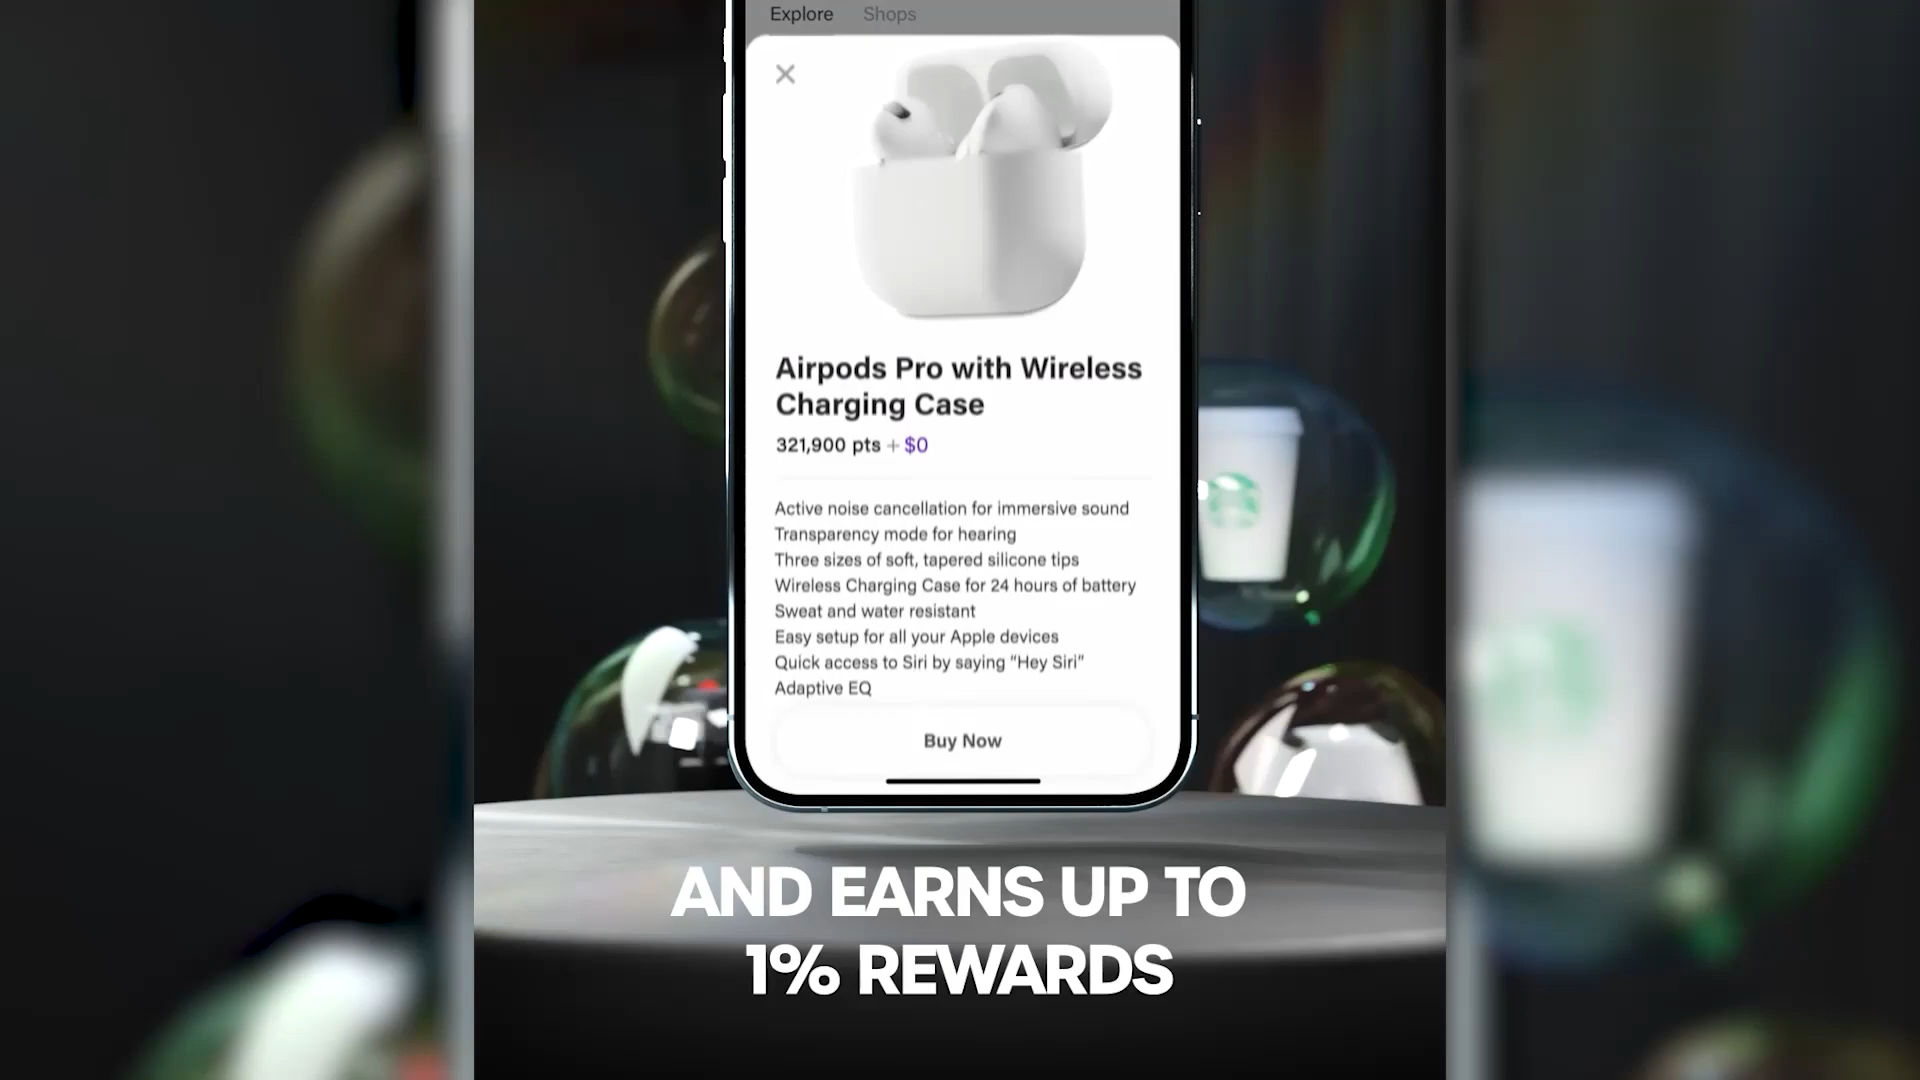 Explore Shops
Airpods Pro with Wireless
Charging Case
321,900 pts + $0
Active noise cancellation for immersive sound
Transparency mode for hearing
Three sizes of soft, tapered silicone tips
Wireless Charging Case for 24 hours of battery
Sweat and water resistant
Easy setup for all your Apple devices
Quick access to Siri by saying “Hey Siri”
Adaptive EQ
Buy Now
AND EARNS UP TO
1% REWARDS